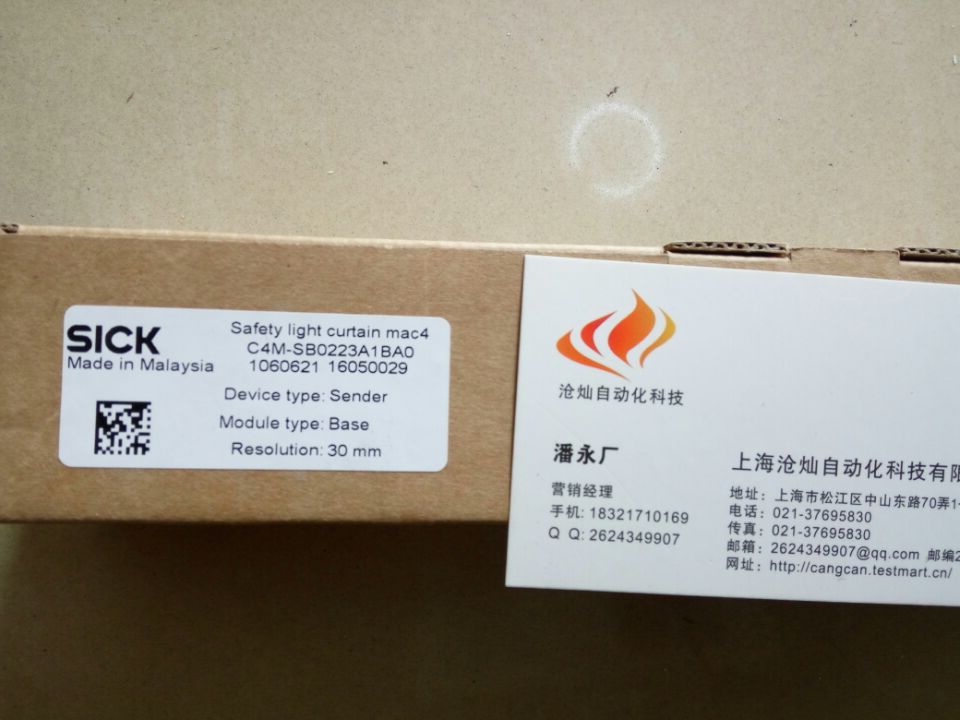 SICK
Made in Malaysia
Safety light curtain mac4
C4M-SB0223A1BA0
1060621 16050029
Device type: Sender
Module type: Base
Resolution: 30 mm
沧灿自动化科技
潘永厂
营销经理
手机: 18321710169
Q Q: 2624349907
上海沧灿自动化科技有限
地址：上海市松江区中山东路70弄1
电话：021-37695830
传真：021-37695830
邮箱：2624349907@qq.com 邮编2
网址：http://cangcan.testmart.cn/